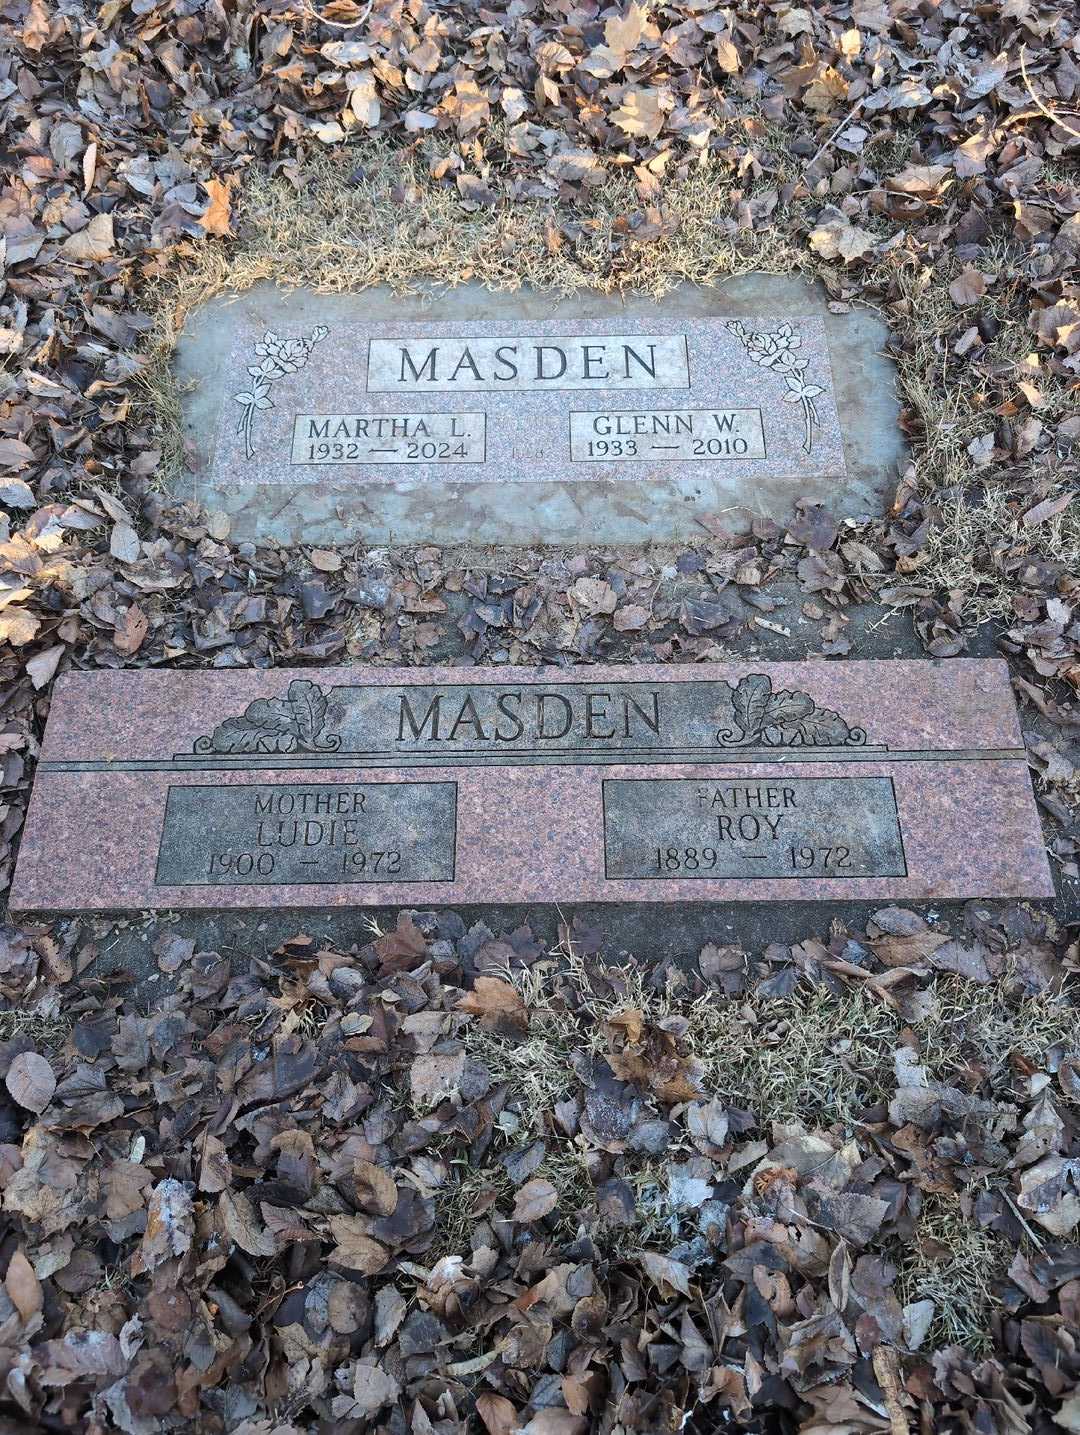 MASDEN
MARTHA L.
1932 — 2024
GLENN W.
1933 — 2010
MASDEN
MOTHER
LUDIE
1900 — 1972
FATHER
ROY
1889 — 1972